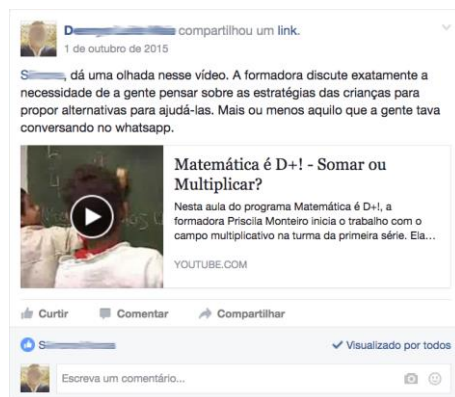 D compartilhou um link.
1 de outubro de 2015
S, dá uma olhada nesse vídeo. A formadora discute exatamente a
necessidade de a gente pensar sobre as estratégias das crianças para
propor alternativas para ajudá-las. Mais ou menos aquilo que a gente tava
conversando no whatsapp.
Matemática é D+! - Somar ou
Multiplicar?
Nesta aula do programa Matemática é D+!, a
formadora Priscila Monteiro inicia o trabalho com o
campo multiplicativo na turma da primeira série. Ela...
YOUTUBE.COM
Curtir Comentar Compartilhar
S Visualizado por todos
Escreva um comentário...